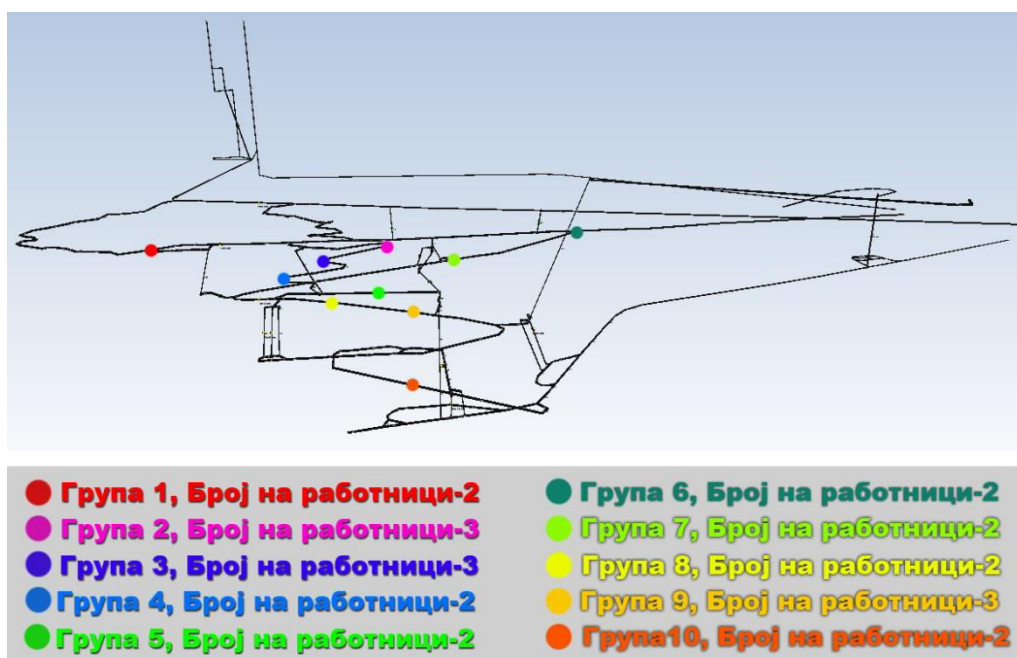 Група 1, Број на работници-2
Група 2, Број на работници-3
Група 3, Број на работници-3
Група 4, Број на работници-2
Група 5, Број на работници-2
Група 6, Број на работници-2
Група 7, Број на работници-2
Група 8, Број на работници-2
Група 9, Број на работници-3
Група10, Број на работници-2